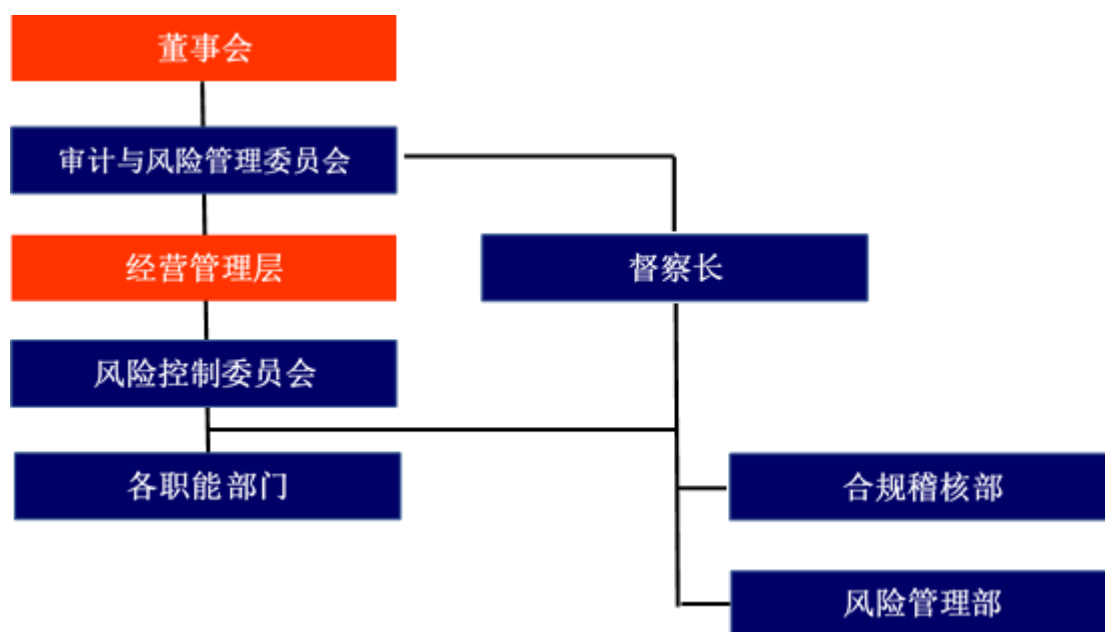 董事会
审计与风险管理委员会
经营管理层
督察长
风险控制委员会
各职能部门
合规稽核部
风险管理部